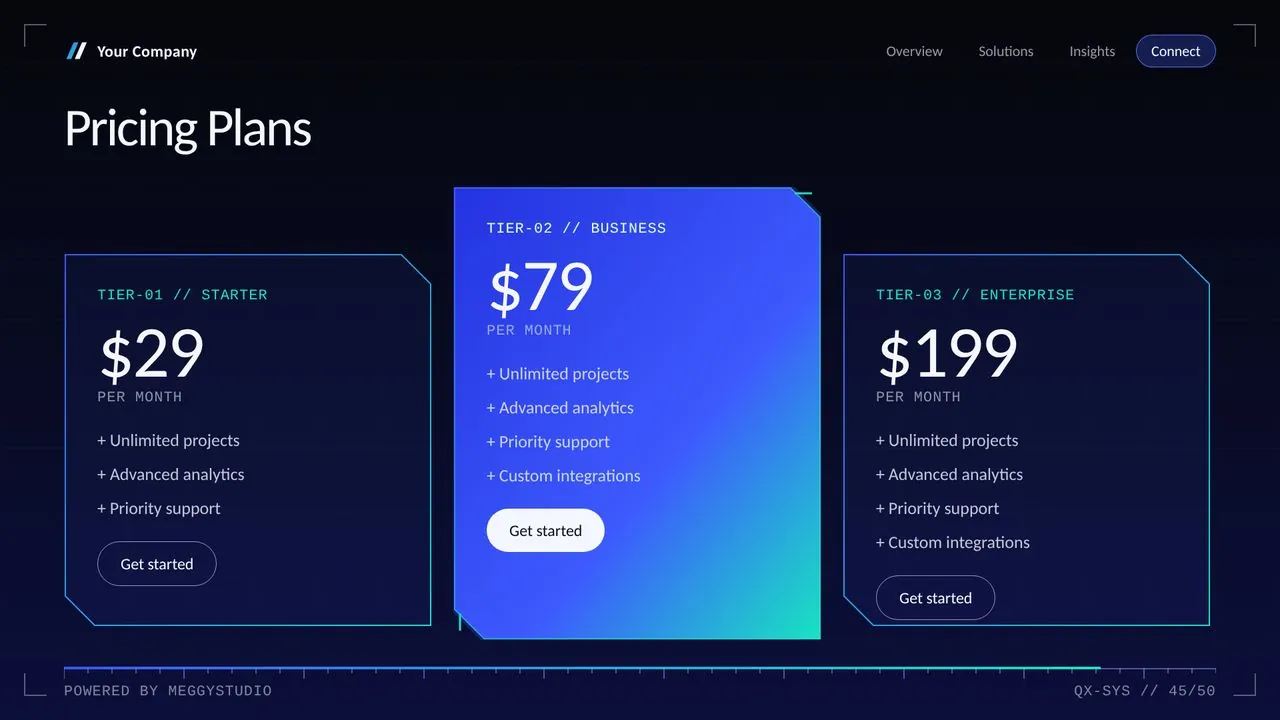 Your Company
Overview
Solutions
Insights
Connect
Pricing Plans
TIER-01 // STARTER
$29
PER MONTH
+ Unlimited projects
+ Advanced analytics
+ Priority support
Get started
TIER-02 // BUSINESS
$79
PER MONTH
+ Unlimited projects
+ Advanced analytics
+ Priority support
+ Custom integrations
Get started
TIER-03 // ENTERPRISE
$199
PER MONTH
+ Unlimited projects
+ Advanced analytics
+ Priority support
+ Custom integrations
Get started
POWERED BY MEGGYSTUDIO
QX-SYS // 45/50